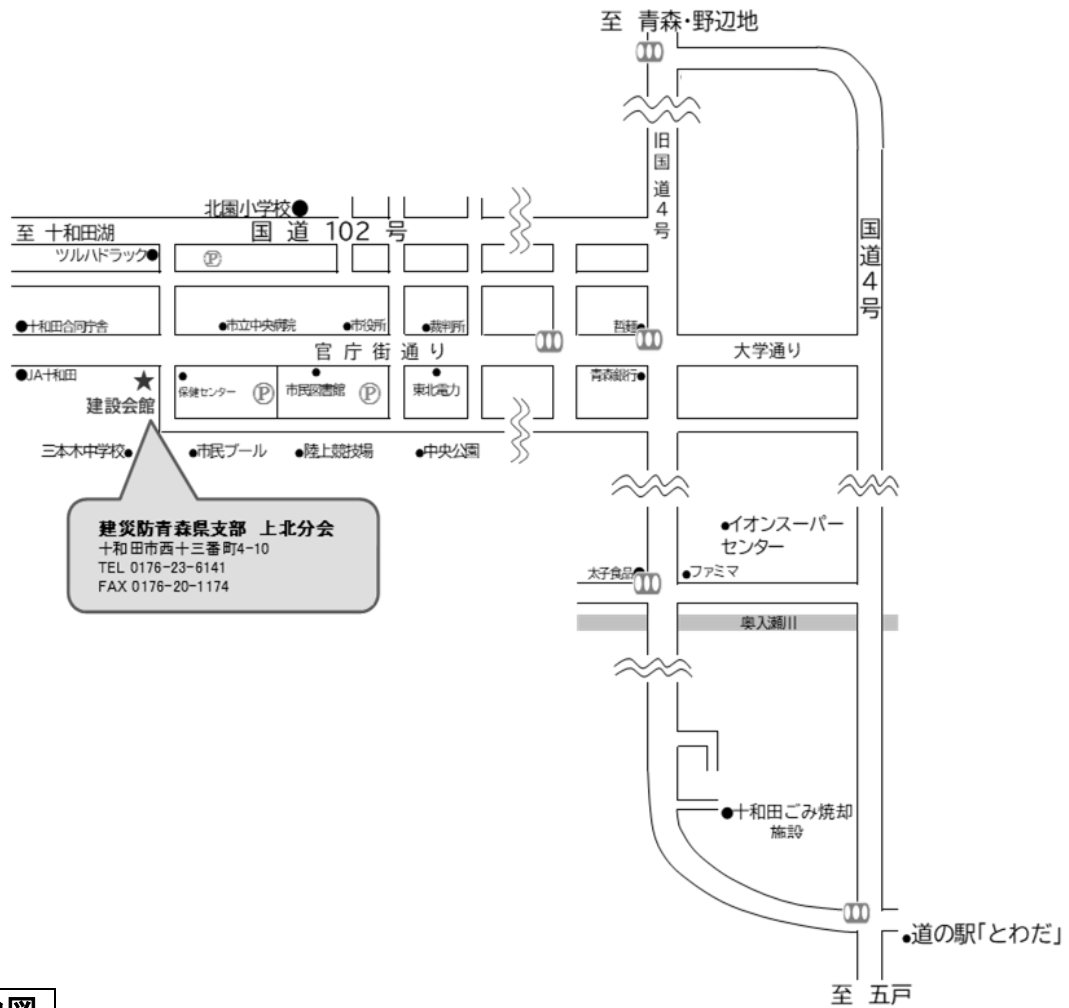 至 青森・野辺地
旧国道4号
北園小学校
国道102号
至 十和田湖
ツルハドラック
Ⓟ
国道4号
十和田合同庁舎
市立中央病院
市役所
裁判所
哲麺
官庁街通り
大学通り
JA十和田
建設会館
保健センター
Ⓟ
市民図書館
Ⓟ
東北電力
青森銀行
三本木中学校
市民プール
陸上競技場
中央公園
建災防青森県支部 上北分会
十和田市西十三番町4-10
TEL 0176-23-6141
FAX 0176-20-1174
イオンスーパー
センター
太子食品
ファミマ
奥入瀬川
十和田ごみ焼却
施設
道の駅「とわだ」
至 五戸
図